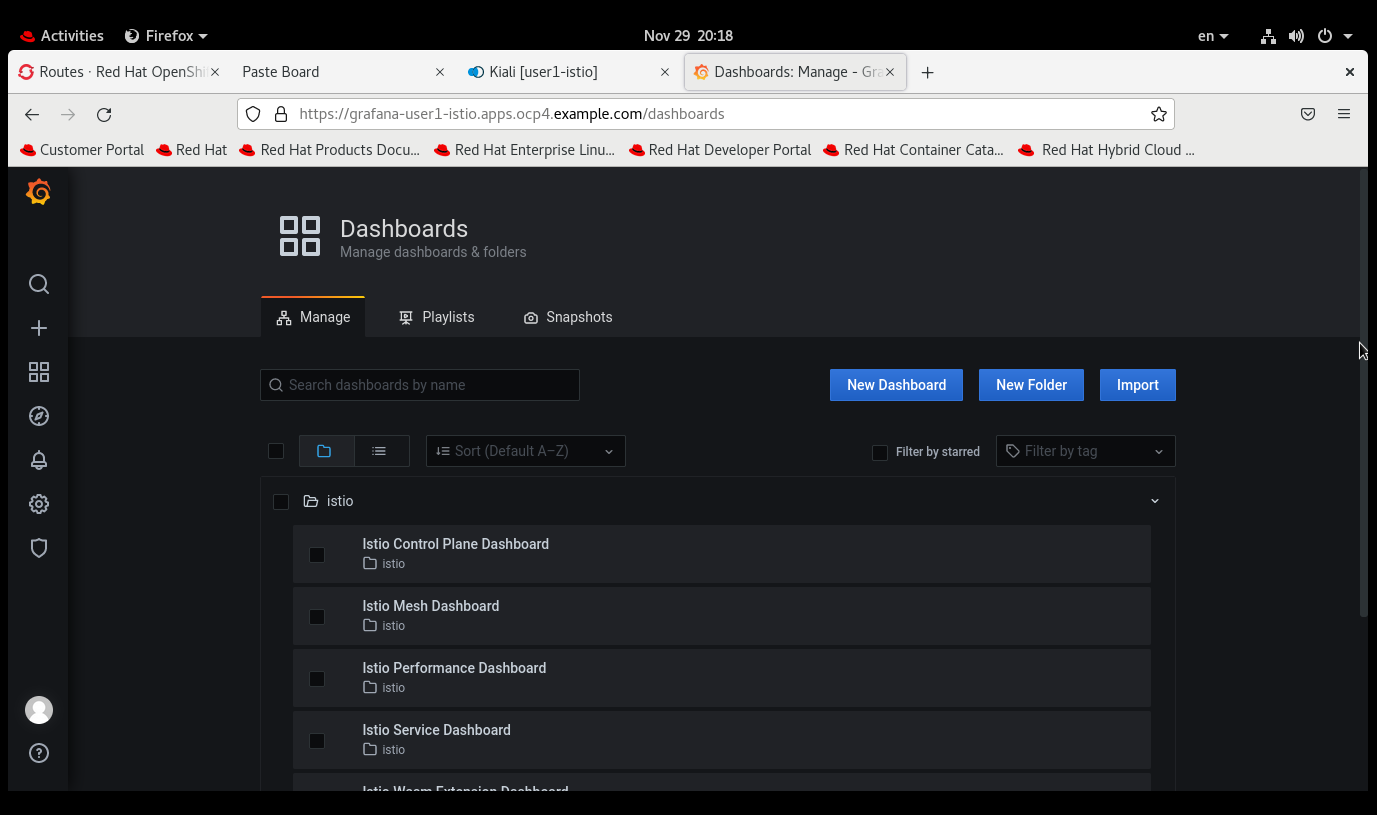 Activities Firefox Nov 29 20:18 en
Routes · Red Hat OpenShi Paste Board Kiali [user1-istio] Dashboards: Manage - Gra
https://grafana-user1-istio.apps.ocp4.example.com/dashboards
Customer Portal Red Hat Red Hat Products Docu... Red Hat Enterprise Linu... Red Hat Developer Portal Red Hat Container Cata... Red Hat Hybrid Cloud ...
Dashboards
Manage dashboards & folders
Manage Playlists Snapshots
Search dashboards by name New Dashboard New Folder Import
Sort (Default A–Z) Filter by starred Filter by tag
istio
Istio Control Plane Dashboard
istio
Istio Mesh Dashboard
istio
Istio Performance Dashboard
istio
Istio Service Dashboard
istio
Istio Wasm Extension Dashboard